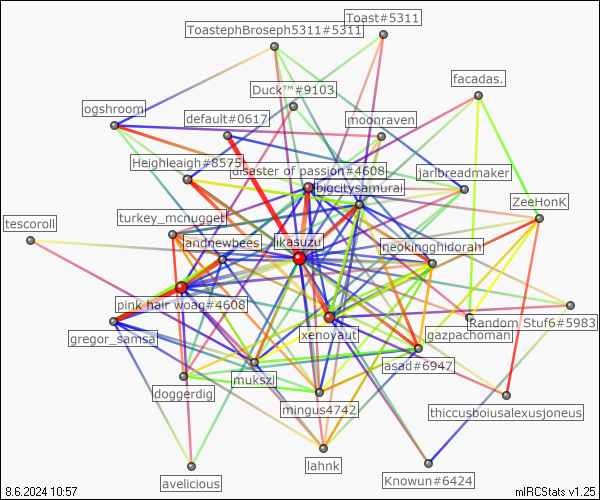 Toast#5311
ToastephBroseph5311#5311
facadas.
Duck™#9103
ogshroom
default#0617
moonraven
Heighleaigh#8575
disaster of passion#4608
jarlbreadmaker
bigcitysamurai
ZeeHonK
turkey_mcnugget
tescoroll
andrewbees
likasuzu
neokingghidorah
pink hair woag#4608
Random Stuf6#5983
gregor_samsa
xenoyaut
gazpachoman
asad#6947
mukszi
doggerdig
mingus4742
thiccusboiusalexusjoneus
lahnk
Knowun#6424
avelicious
8.6.2024 10:57
mIRCStats v1.25